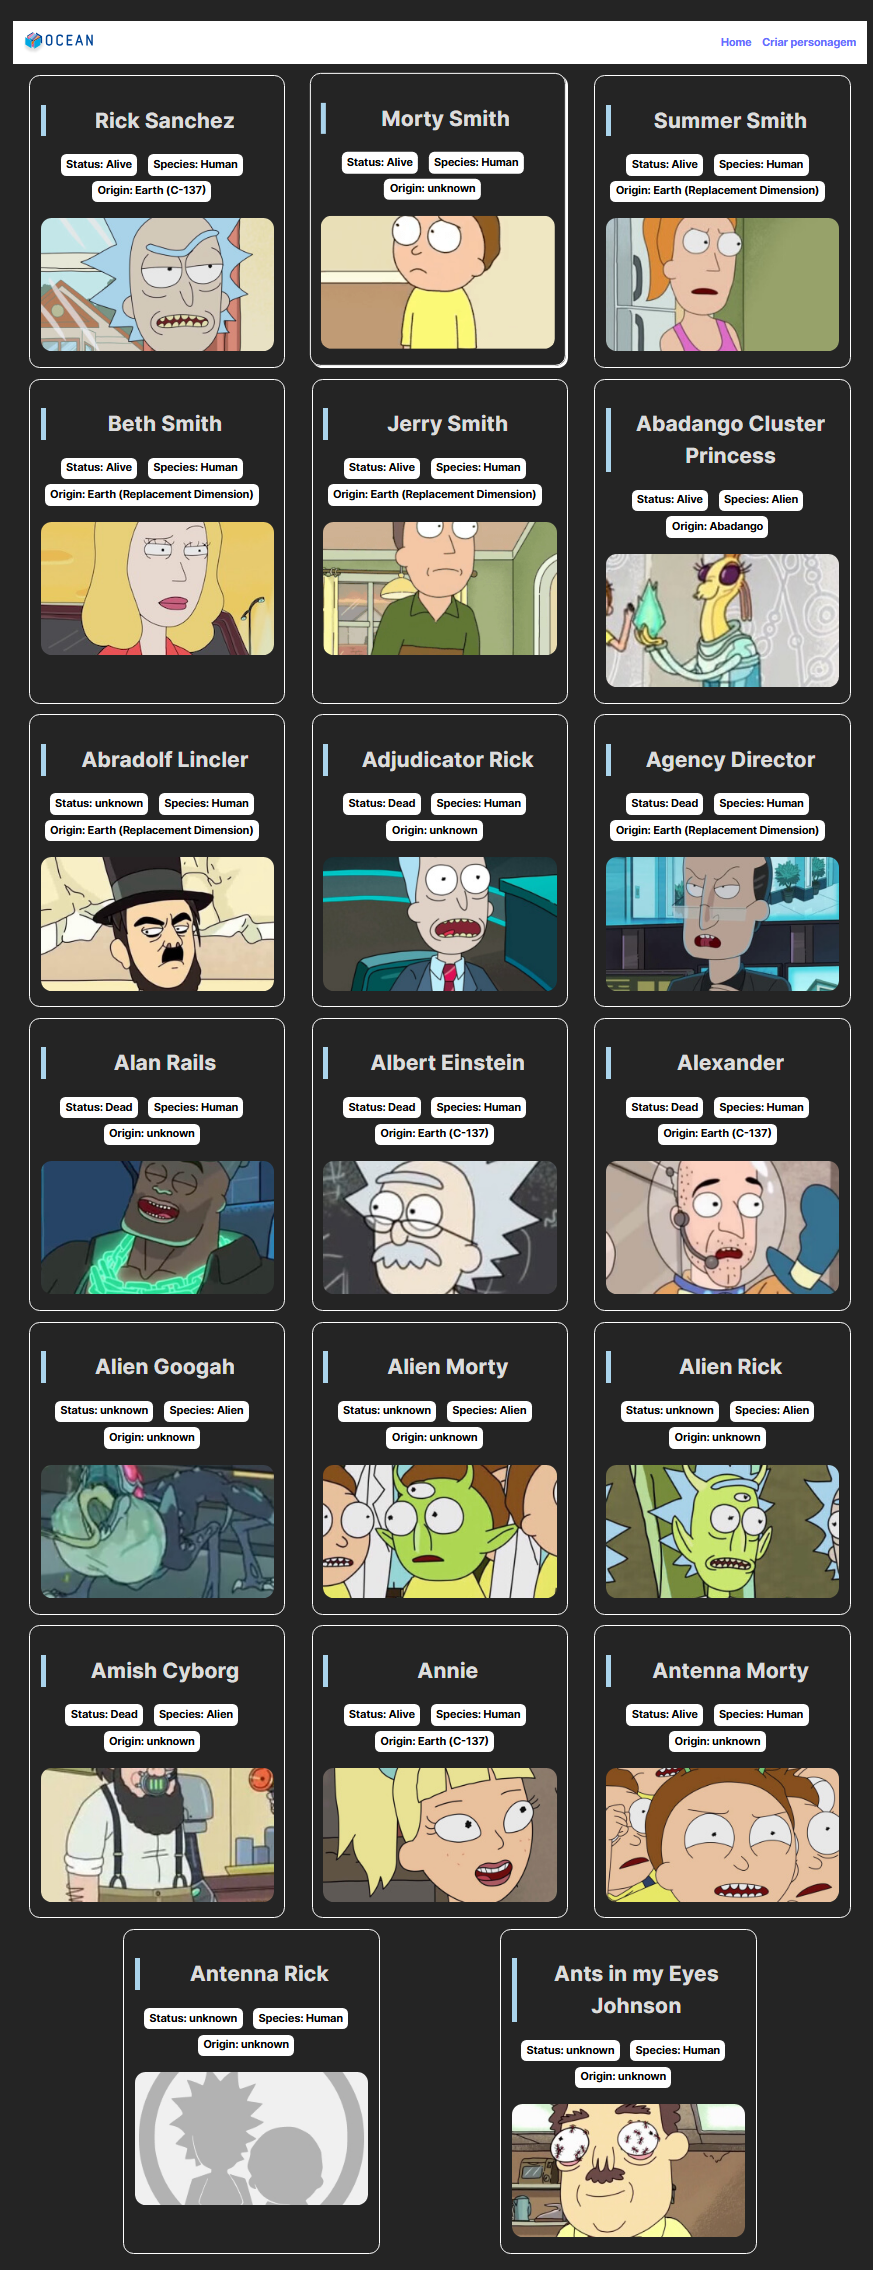 OCEAN
Home Criar personagem
Rick Sanchez
Status: Alive Species: Human
Origin: Earth (C-137)
Morty Smith
Status: Alive Species: Human
Origin: unknown
Summer Smith
Status: Alive Species: Human
Origin: Earth (Replacement Dimension)
Beth Smith
Status: Alive Species: Human
Origin: Earth (Replacement Dimension)
Jerry Smith
Status: Alive Species: Human
Origin: Earth (Replacement Dimension)
Abadango Cluster
Princess
Status: Alive Species: Alien
Origin: Abadango
Abradolf Lincler
Status: unknown Species: Human
Origin: Earth (Replacement Dimension)
Adjudicator Rick
Status: Dead Species: Human
Origin: unknown
Agency Director
Status: Dead Species: Human
Origin: Earth (Replacement Dimension)
Alan Rails
Status: Dead Species: Human
Origin: unknown
Albert Einstein
Status: Dead Species: Human
Origin: Earth (C-137)
Alexander
Status: Dead Species: Human
Origin: Earth (C-137)
Alien Googah
Status: unknown Species: Alien
Origin: unknown
Alien Morty
Status: unknown Species: Alien
Origin: unknown
Alien Rick
Status: unknown Species: Alien
Origin: unknown
Amish Cyborg
Status: Dead Species: Alien
Origin: unknown
Annie
Status: Alive Species: Human
Origin: Earth (C-137)
Antenna Morty
Status: Alive Species: Human
Origin: unknown
Antenna Rick
Status: unknown Species: Human
Origin: unknown
Ants in my Eyes
Johnson
Status: unknown Species: Human
Origin: unknown